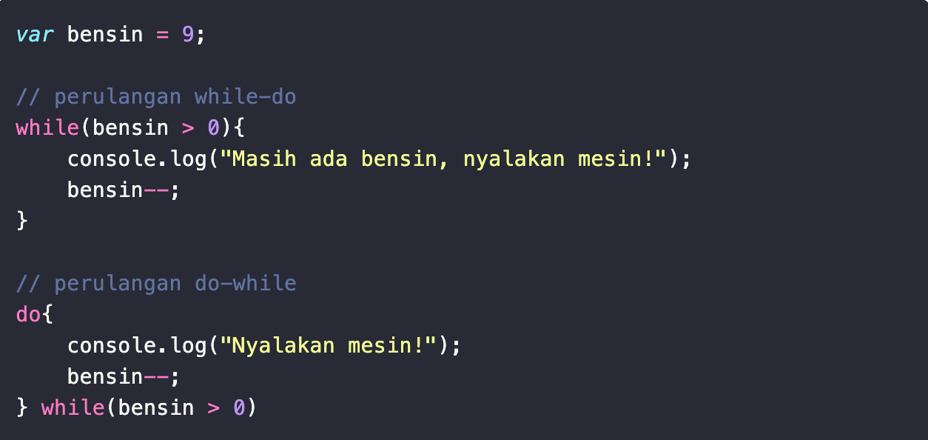 var bensin = 9;

// perulangan while-do
while(bensin > 0){
    console.log("Masih ada bensin, nyalakan mesin!");
    bensin--;
}

// perulangan do-while
do{
    console.log("Nyalakan mesin!");
    bensin--;
} while(bensin > 0)